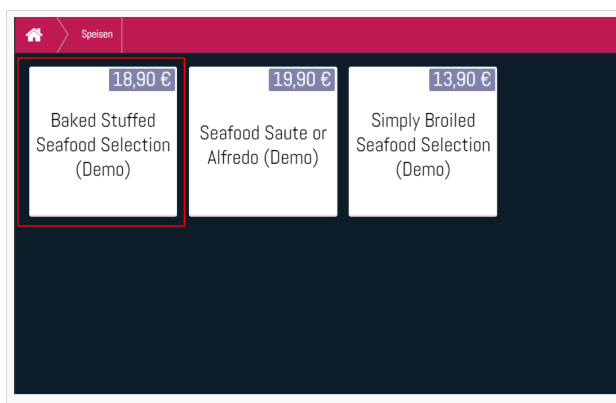 Speisen
18,90 €
Baked Stuffed
Seafood Selection
(Demo)
19,90 €
Seafood Saute or
Alfredo (Demo)
13,90 €
Simply Broiled
Seafood Selection
(Demo)